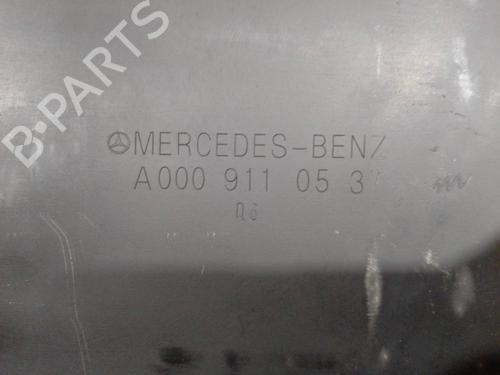 B-PARTS
MERCEDES-BENZ
A000 911 05 3